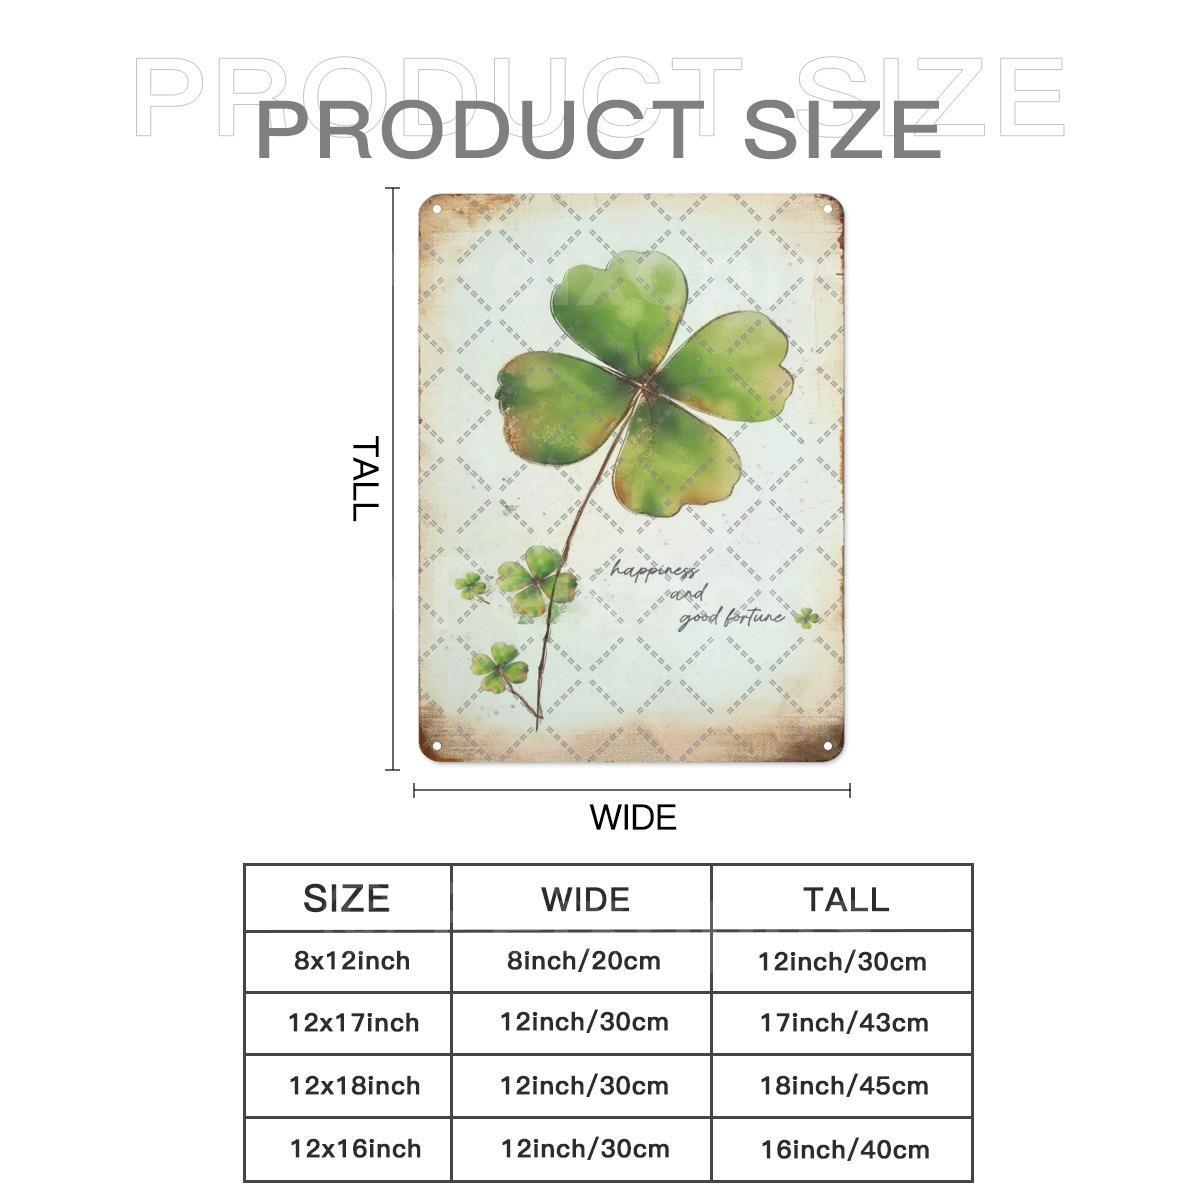 PRODUCT SIZE
PRODUCT SIZE
TALL
happiness
and
good fortune
WIDE
SIZE WIDE TALL
8x12inch 8inch/20cm 12inch/30cm
12x17inch 12inch/30cm 17inch/43cm
12x18inch 12inch/30cm 18inch/45cm
12x16inch 12inch/30cm 16inch/40cm